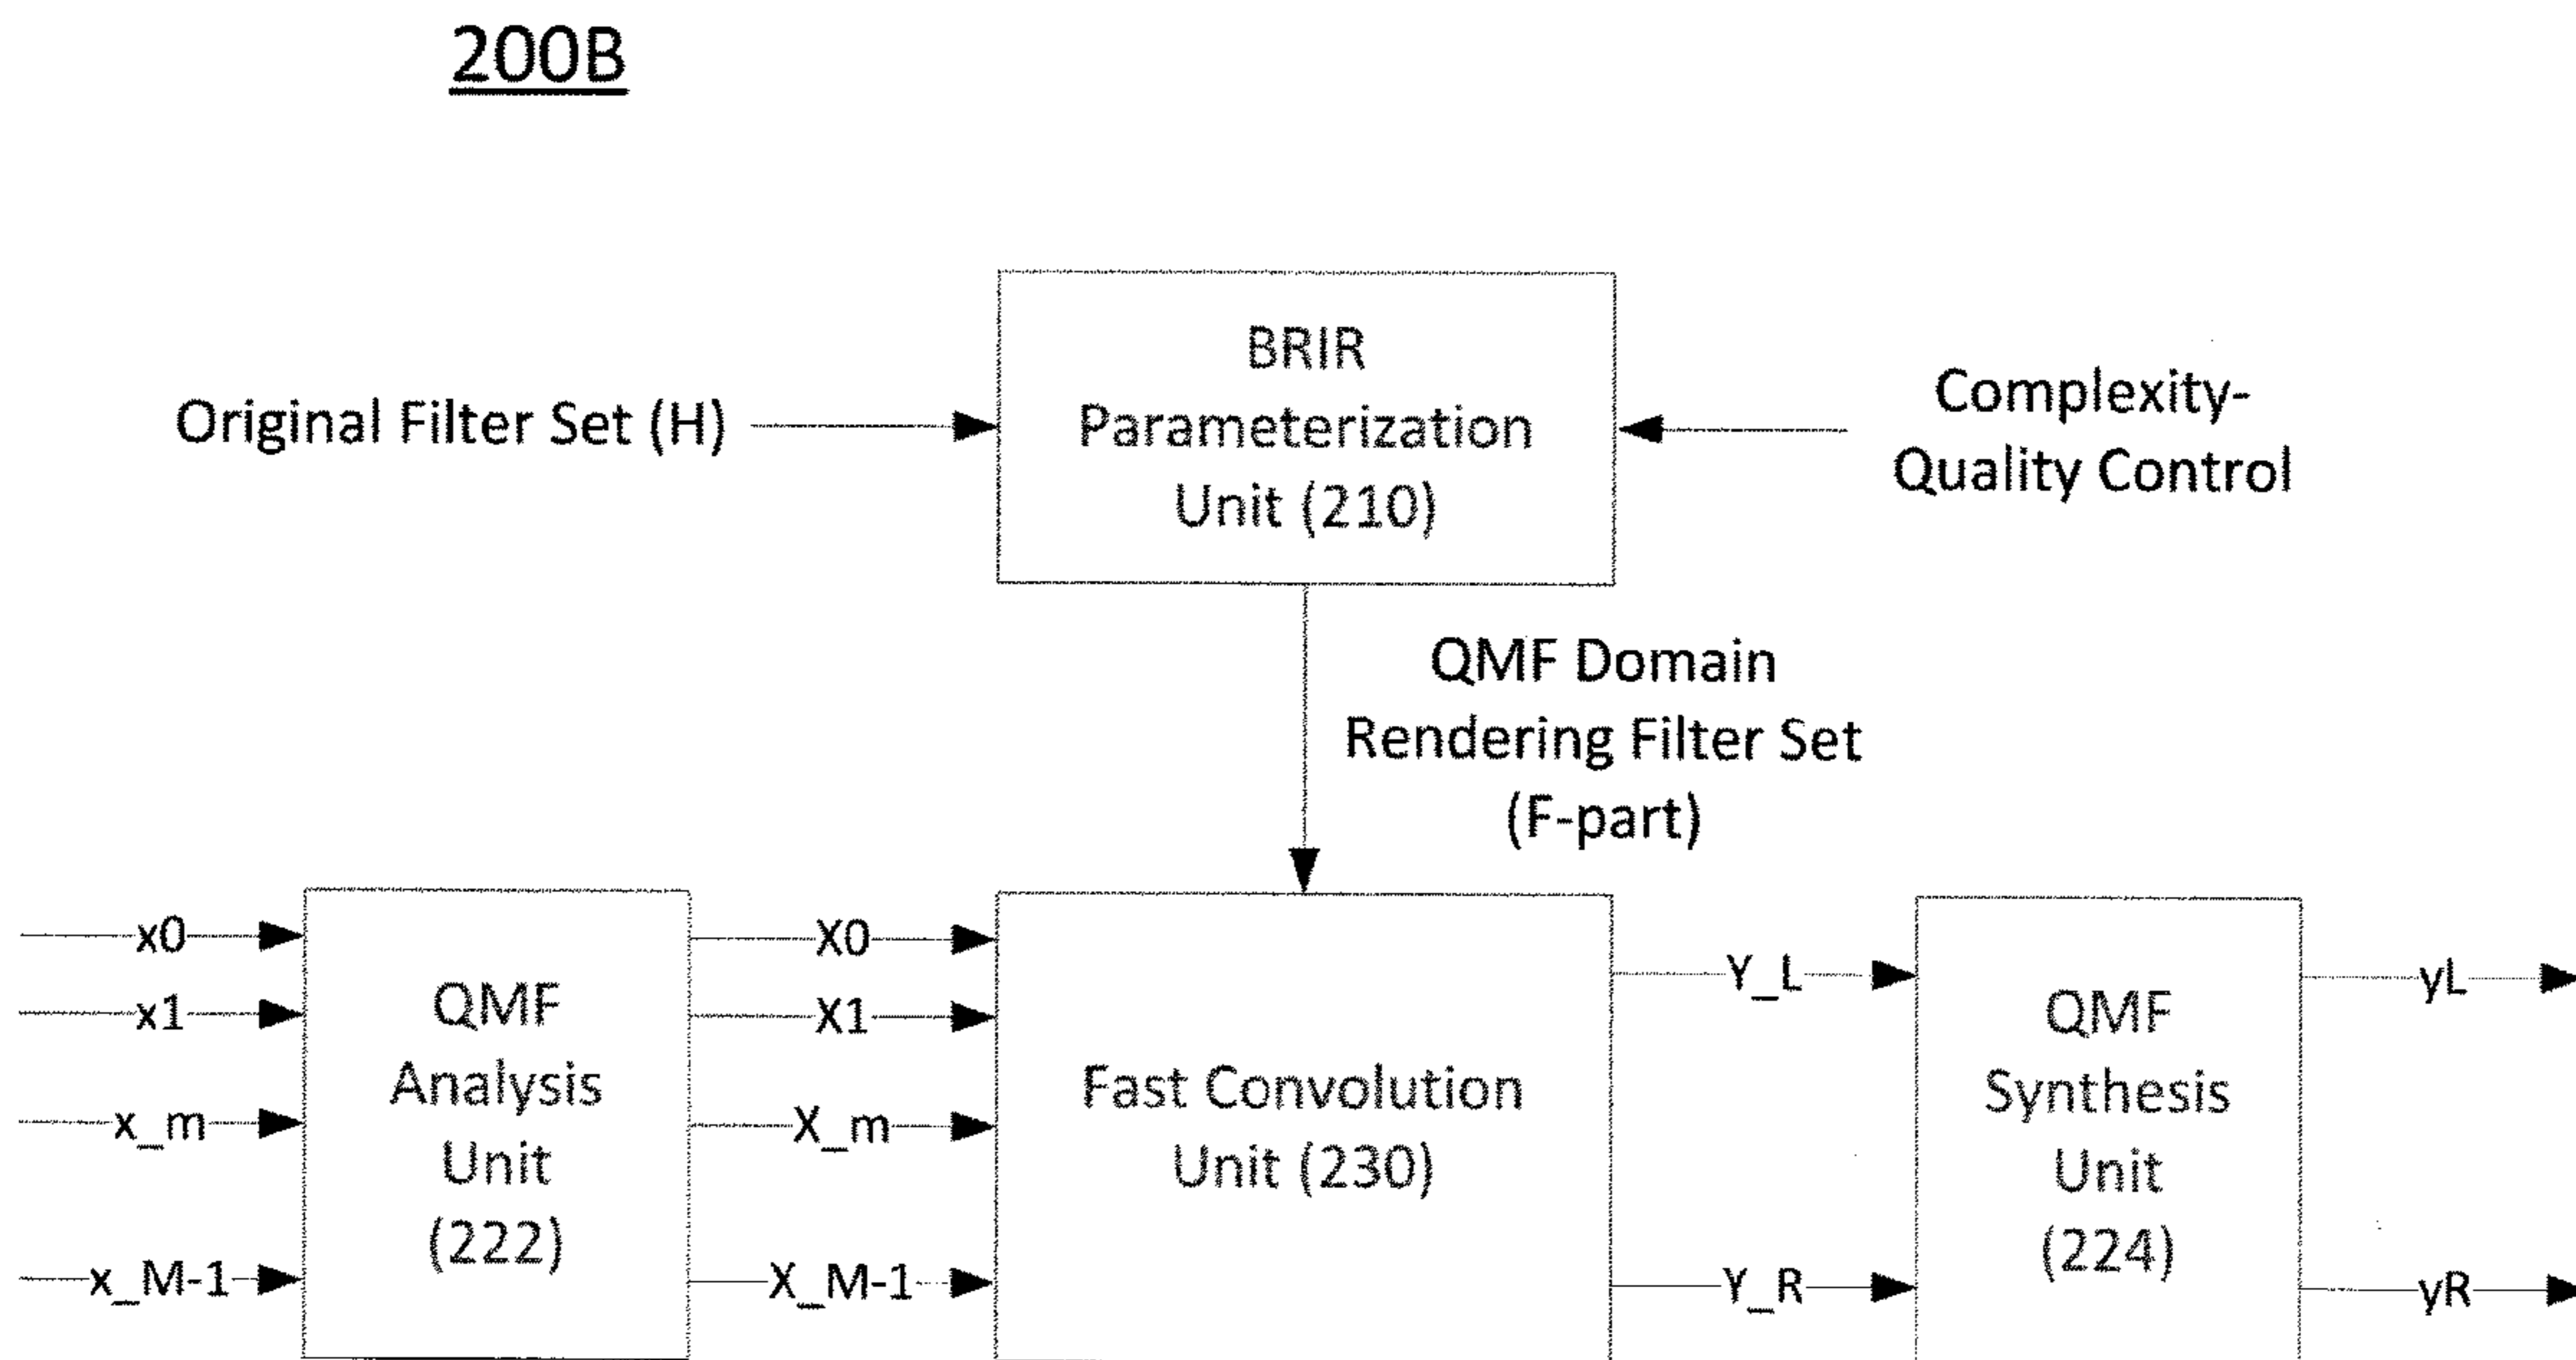 200B
BRIR
Parameterization
Unit (210)
Original Filter Set (H)
Complexity-
Quality Control
QMF Domain
Rendering Filter Set
(F-part)
x0
x1
x_m
x_M-1
QMF
Analysis
Unit
(222)
X0
X1
X_m
X_M-1
Fast Convolution
Unit (230)
Y_L
Y_R
QMF
Synthesis
Unit
(224)
yL
yR